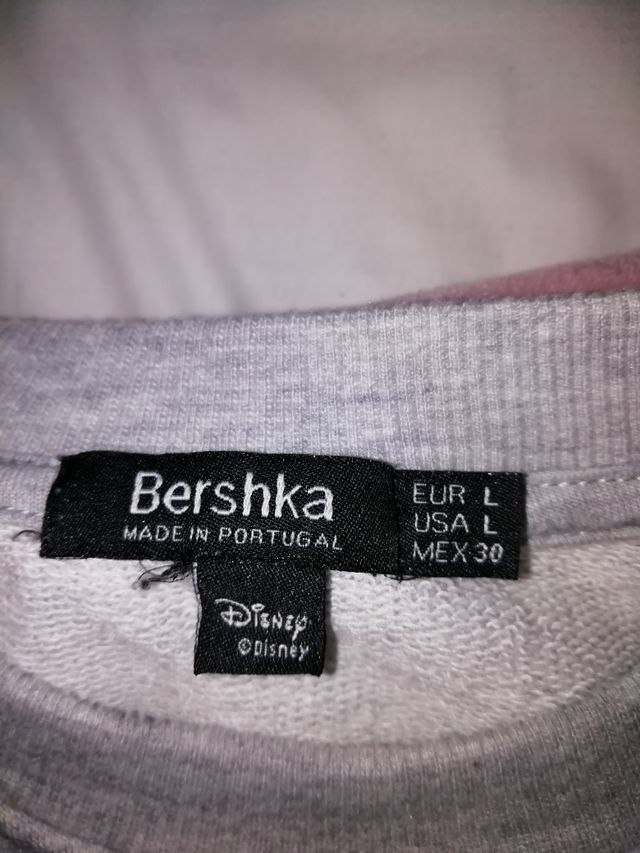 Bershka
MADE IN PORTUGAL
EUR L
USA L
MEX 30
Disney
©Disney